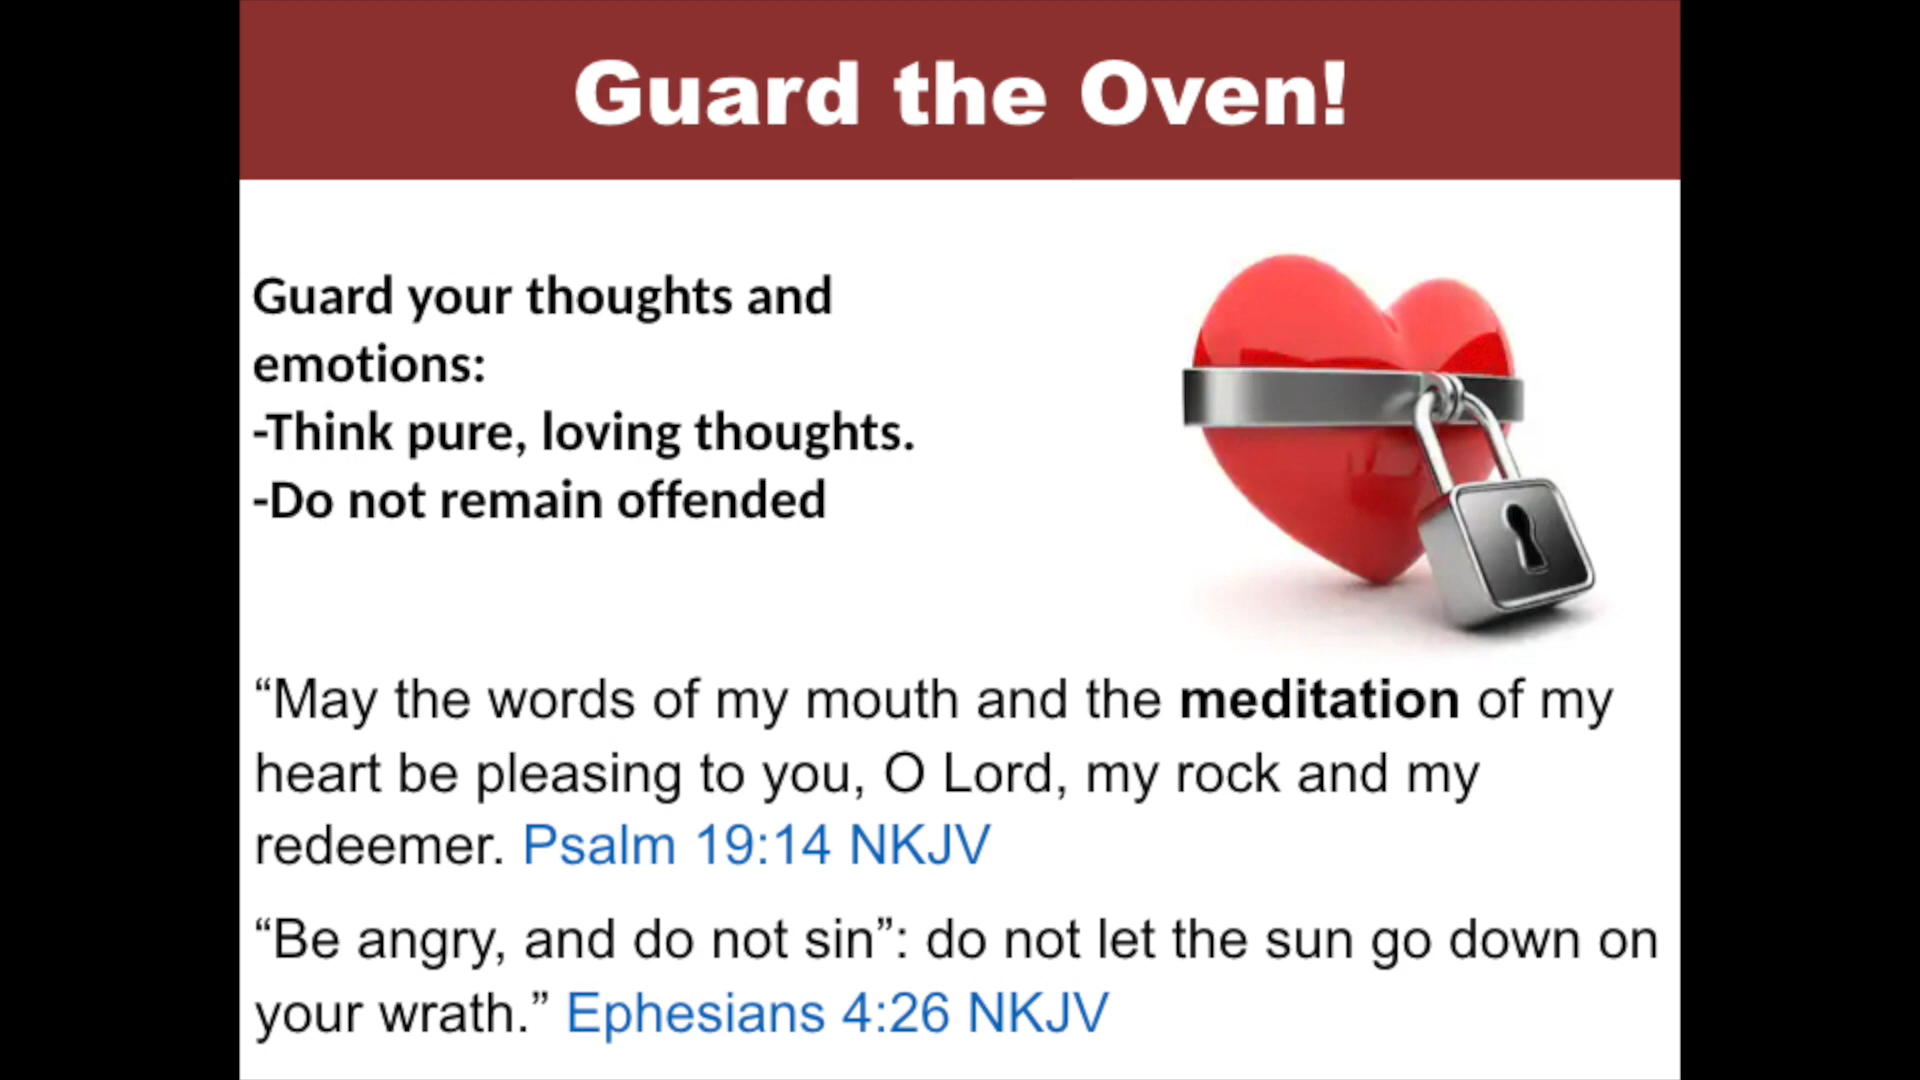 Guard the Oven!
Guard your thoughts and
emotions:
-Think pure, loving thoughts.
-Do not remain offended
“May the words of my mouth and the meditation of my
heart be pleasing to you, O Lord, my rock and my
redeemer. Psalm 19:14 NKJV
“Be angry, and do not sin”: do not let the sun go down on
your wrath.” Ephesians 4:26 NKJV